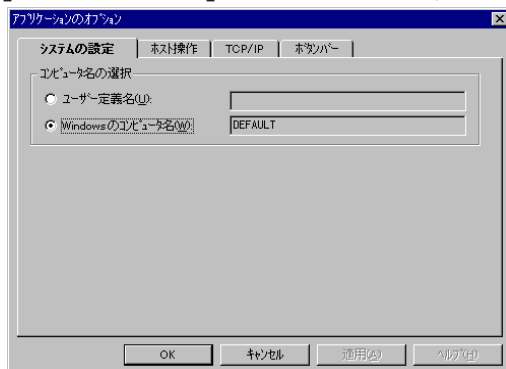 ｱﾌﾟﾘｹｰｼｮﾝのｵﾌﾟｼｮﾝ
システムの設定 ﾎｽﾄ操作 TCP/IP ﾎﾞﾀﾝﾊﾞｰ
ｺﾝﾋﾟｭｰﾀ名の選択
ﾕｰｻﾞｰ定義名(U):
Windowsのｺﾝﾋﾟｭｰﾀ名(W): DEFAULT
OK ｷｬﾝｾﾙ 適用(A) ﾍﾙﾌﾟ(H)